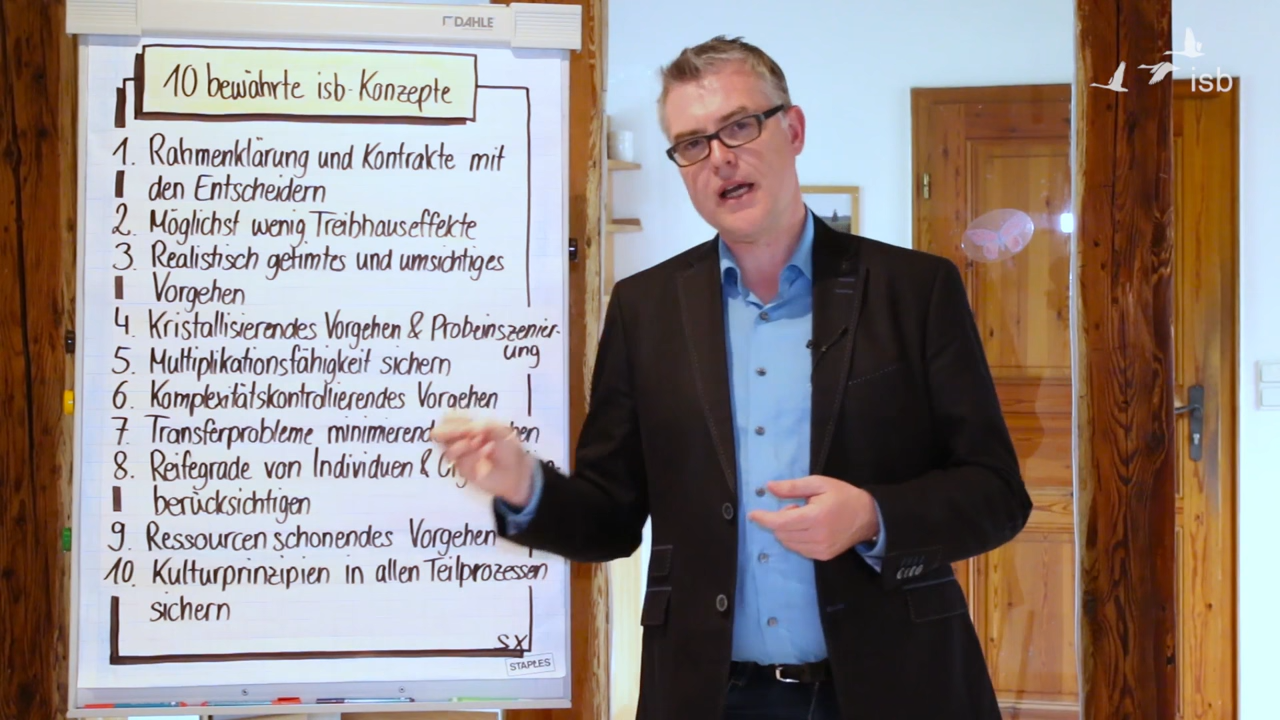 DAHLE
10 bewährte isb-Konzepte
1. Rahmenklärung und Kontrakte mit
den Entscheidern
2. Möglichst wenig Treibhauseffekte
3. Realistisch getimtes und umsichtiges
Vorgehen
4. Kristallisierendes Vorgehen & Probeinszenier-
ung
5. Multiplikationsfähigkeit sichern
6. Komplexitätskontrollierendes Vorgehen
7. Transferprobleme
8. Reifegrade von Individuen &
berücksichtigen
9. Ressourcen schonendes Vorgehen
10. Kulturprinzipien in allen Teilprozessen
sichern
SX
STAPLES
isb